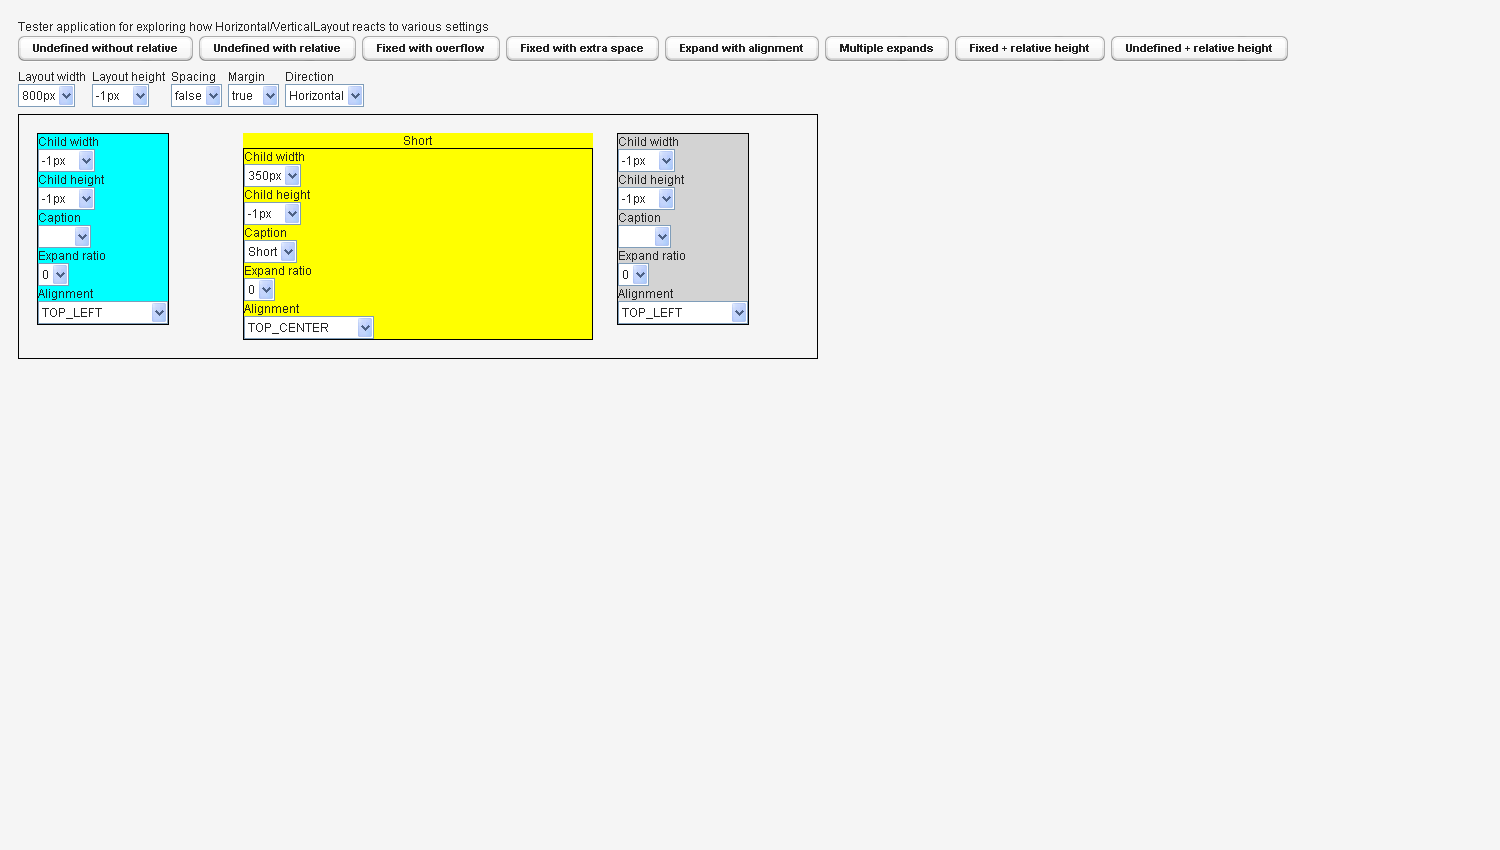 Tester application for exploring how Horizontal/VerticalLayout reacts to various settings
Undefined without relative Undefined with relative Fixed with overflow Fixed with extra space Expand with alignment Multiple expands Fixed + relative height Undefined + relative height
Layout width Layout height Spacing Margin Direction
800px -1px false true Horizontal
Child width
-1px
Child height
-1px
Caption
Expand ratio
0
Alignment
TOP_LEFT
Short
Child width
350px
Child height
-1px
Caption
Short
Expand ratio
0
Alignment
TOP_CENTER
Child width
-1px
Child height
-1px
Caption
Expand ratio
0
Alignment
TOP_LEFT